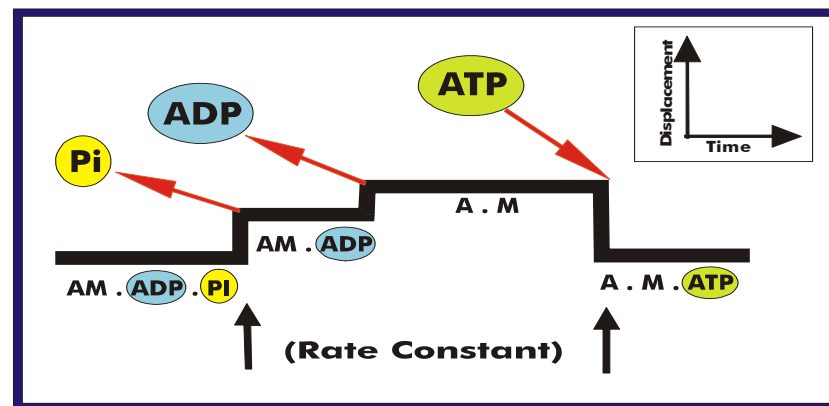 ATP
ADP
Pi
Displacement
Time
A . M
AM . ADP
AM . ADP . PI
A . M . ATP
(Rate Constant)